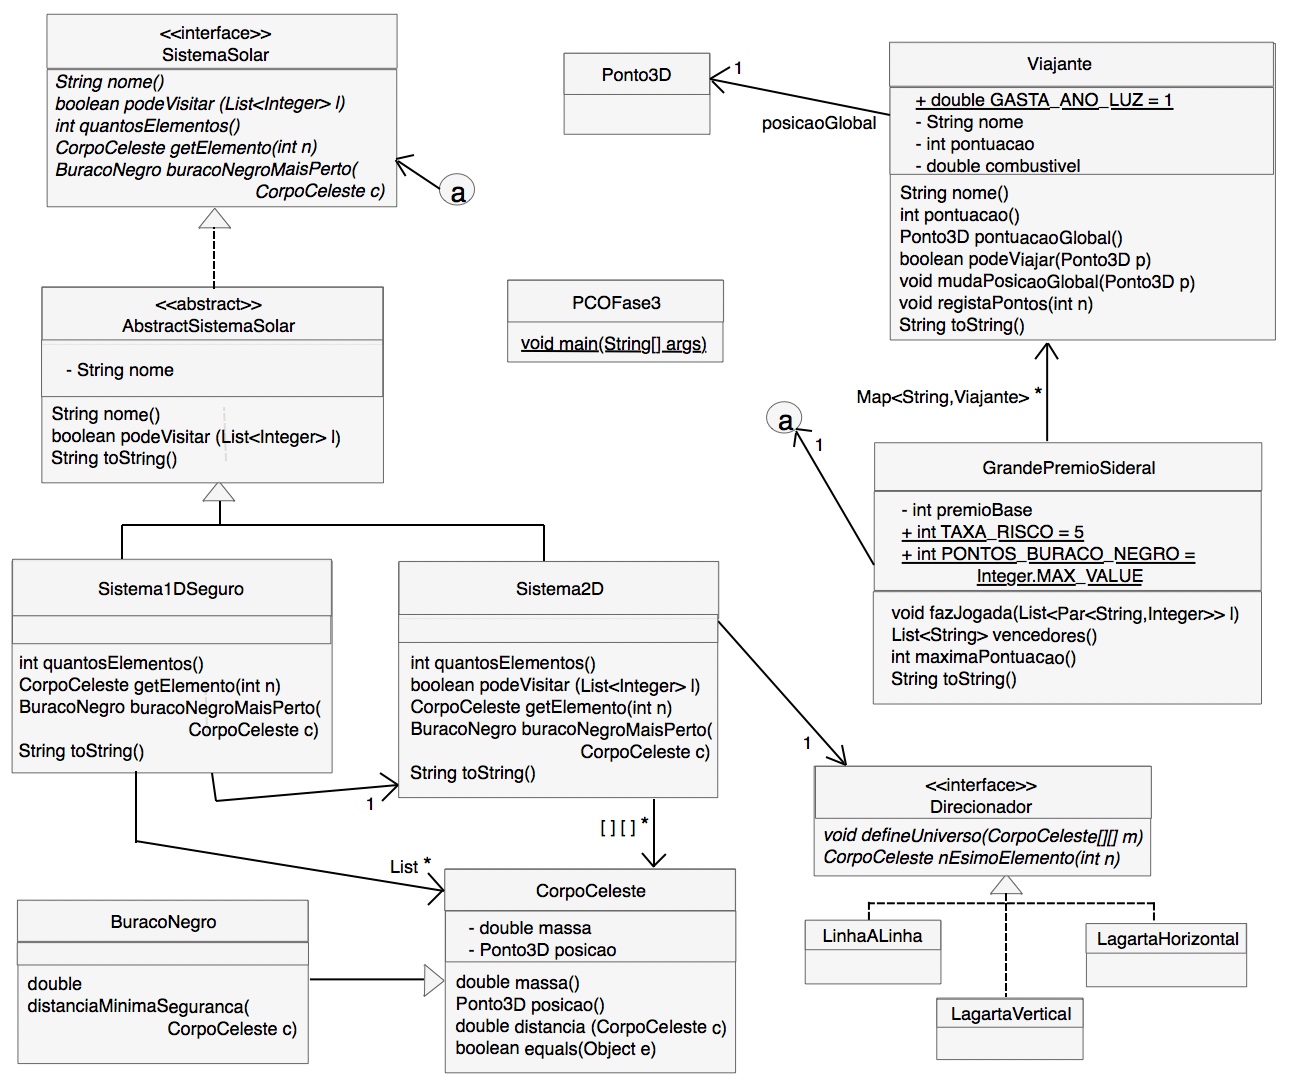 <<interface>>
SistemaSolar
String nome()
boolean podeVisitar (List<Integer> l)
int quantosElementos()
CorpoCeleste getElemento(int n)
BuracoNegro buracoNegroMaisPerto(
CorpoCeleste c)
a
<<abstract>>
AbstractSistemaSolar
- String nome
String nome()
boolean podeVisitar (List<Integer> l)
String toString()
Ponto3D
1
posicaoGlobal
Viajante
+ double GASTA_ANO_LUZ = 1
- String nome
- int pontuacao
- double combustivel
String nome()
int pontuacao()
Ponto3D pontuacaoGlobal()
boolean podeViajar(Ponto3D p)
void mudaPosicaoGlobal(Ponto3D p)
void registaPontos(int n)
String toString()
PCOFase3
void main(String[] args)
Map<String,Viajante> *
a
1
GrandePremioSideral
- int premioBase
+ int TAXA_RISCO = 5
+ int PONTOS_BURACO_NEGRO =
Integer.MAX_VALUE
void fazJogada(List<Par<String,Integer>> l)
List<String> vencedores()
int maximaPontuacao()
String toString()
Sistema1DSeguro
int quantosElementos()
CorpoCeleste getElemento(int n)
BuracoNegro buracoNegroMaisPerto(
CorpoCeleste c)
String toString()
Sistema2D
int quantosElementos()
boolean podeVisitar (List<Integer> l)
CorpoCeleste getElemento(int n)
BuracoNegro buracoNegroMaisPerto(
CorpoCeleste c)
String toString()
1
1
[ ] [ ] *
List *
<<interface>>
Direcionador
void defineUniverso(CorpoCeleste[][] m)
CorpoCeleste nEsimoElemento(int n)
LinhaALinha
LagartaHorizontal
LagartaVertical
BuracoNegro
double
distanciaMinimaSeguranca(
CorpoCeleste c)
CorpoCeleste
- double massa
- Ponto3D posicao
double massa()
Ponto3D posicao()
double distancia (CorpoCeleste c)
boolean equals(Object e)